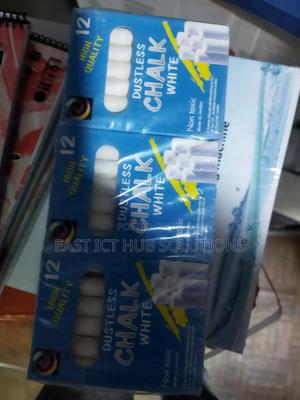 12
HIGH
QUALITY
DUSTLESS
CHALK
WHITE
Non toxic
12
HIGH
QUALITY
DUSTLESS
CHALK
WHITE
Non toxic
12
HIGH
QUALITY
DUSTLESS
CHALK
WHITE
Non toxic
EAST ICT HUB SOLUTIONS